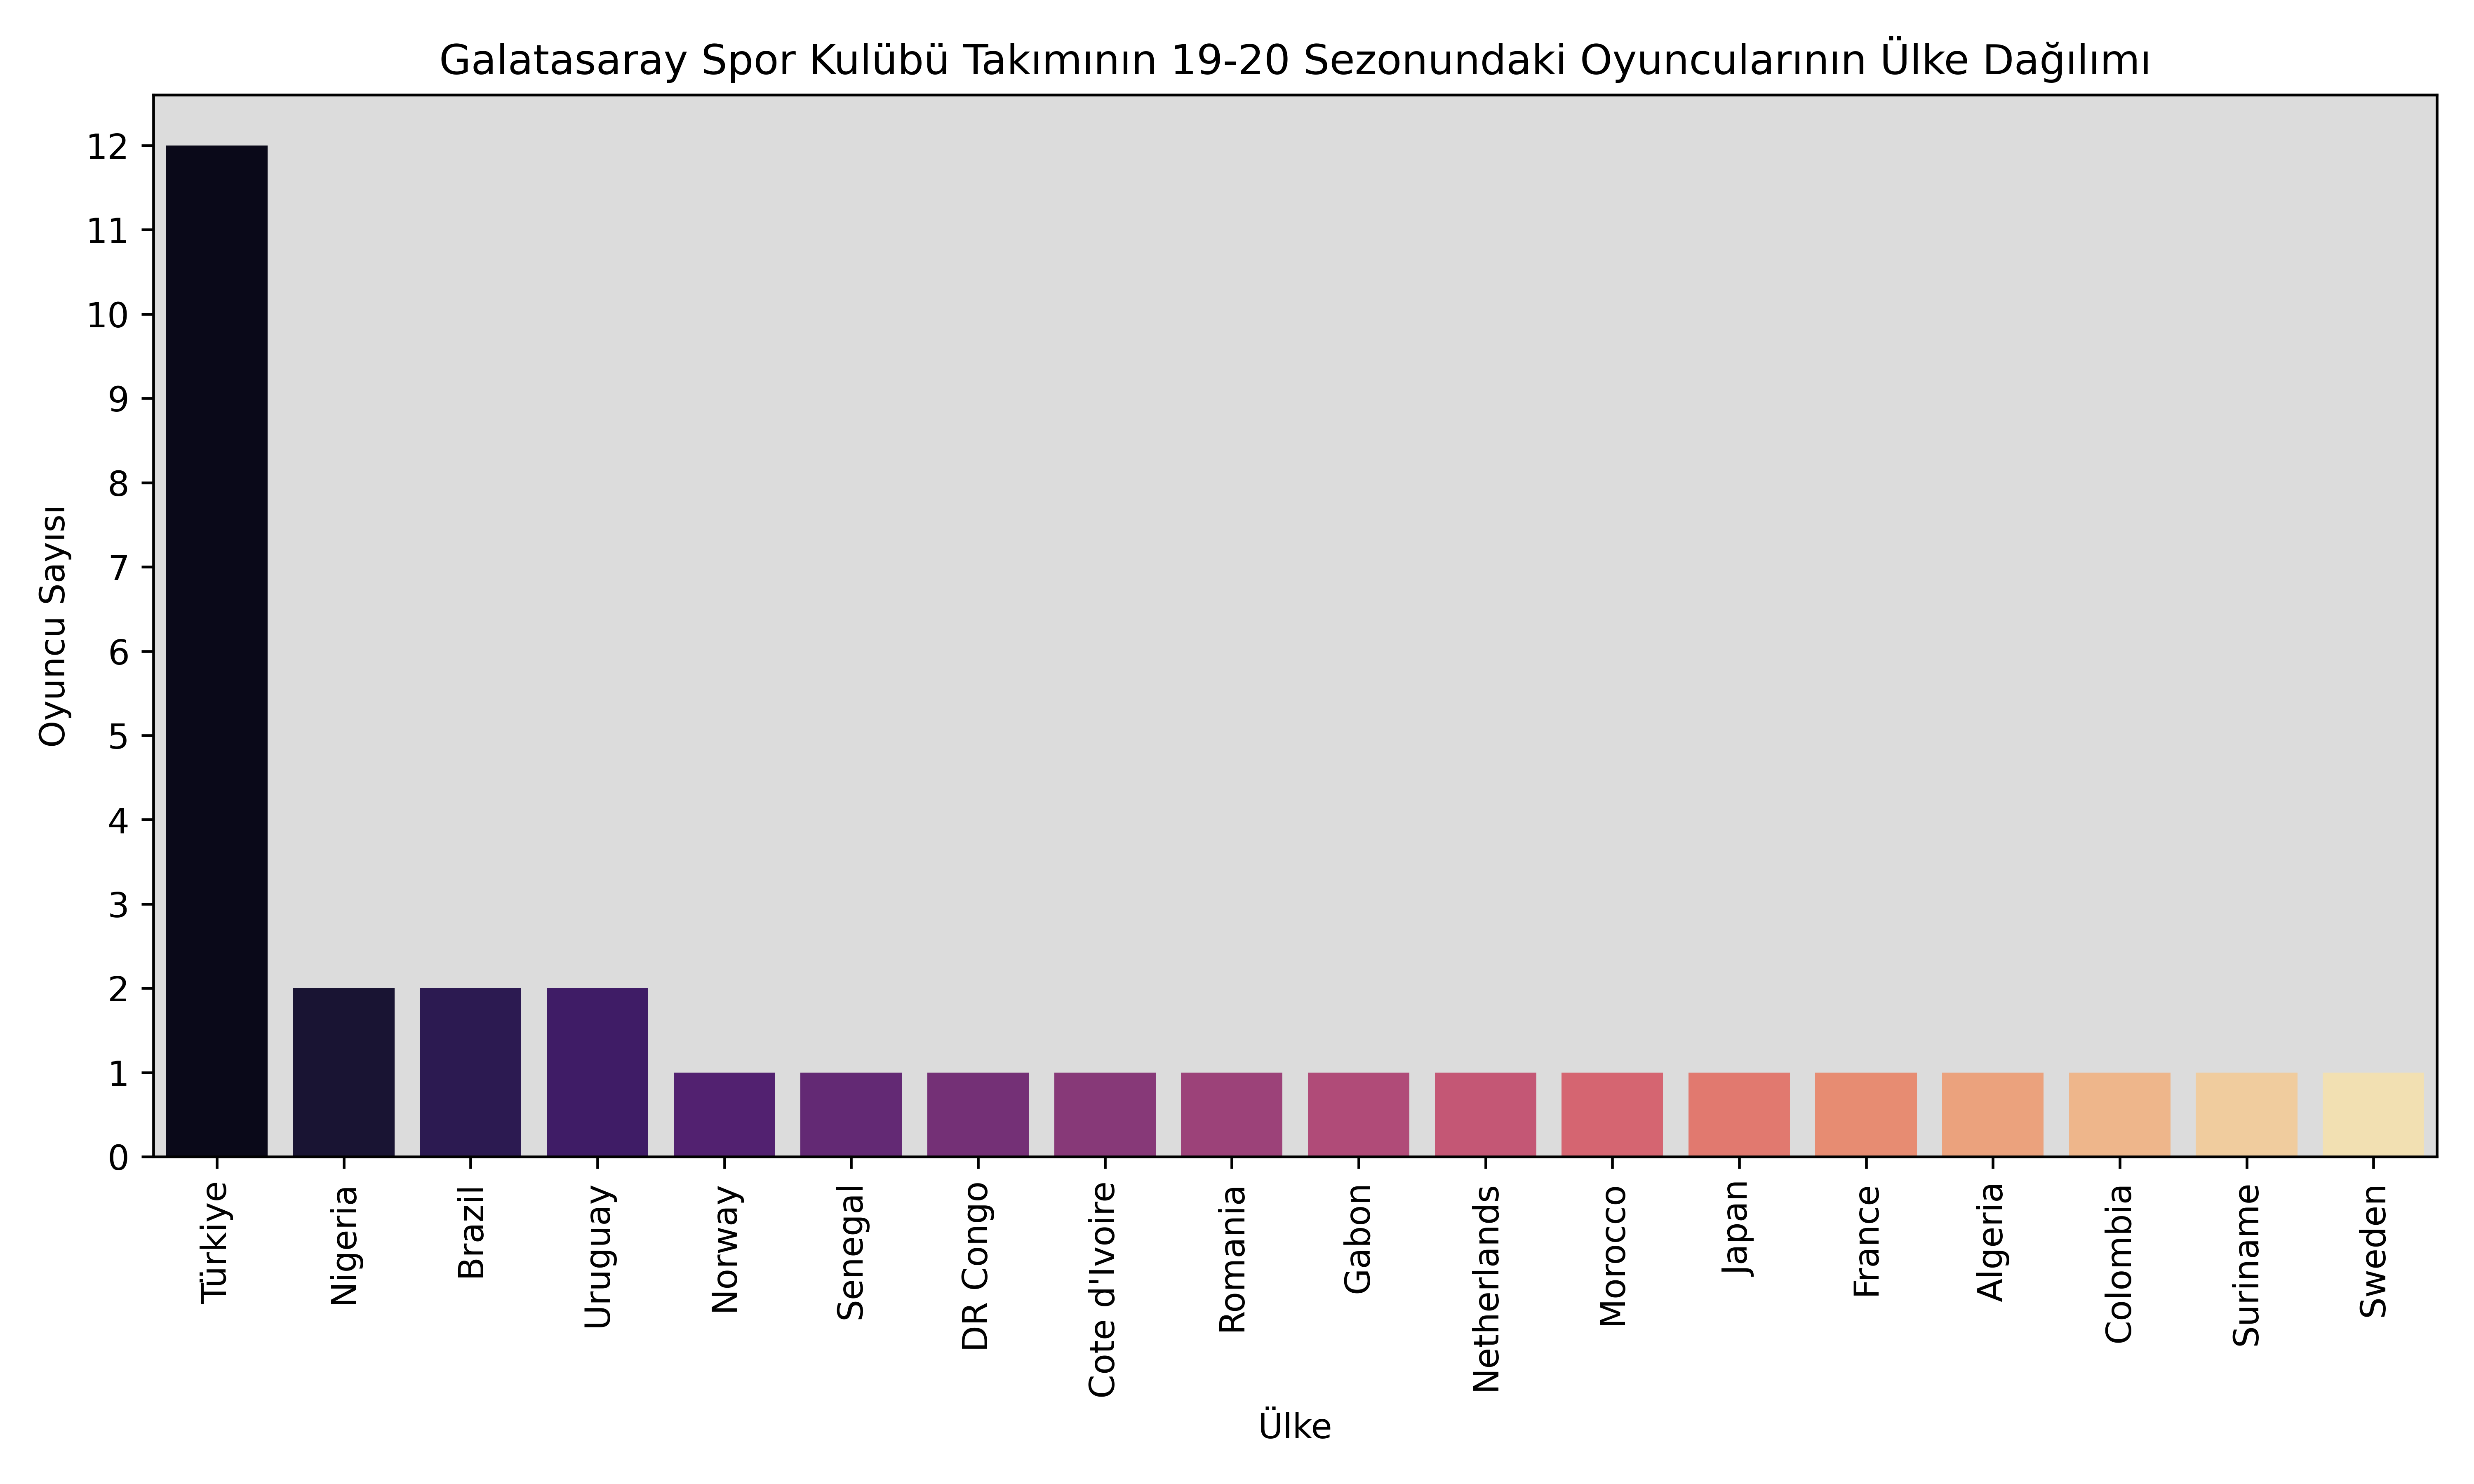 Galatasaray Spor Kulübü Takımının 19-20 Sezonundaki Oyuncularının Ülke Dağılımı
Oyuncu Sayısı
12
11
10
9
8
7
6
5
4
3
2
1
0
Türkiye
Nigeria
Brazil
Uruguay
Norway
Senegal
DR Congo
Cote d'Ivoire
Romania
Gabon
Netherlands
Morocco
Japan
France
Algeria
Colombia
Suriname
Sweden
Ülke